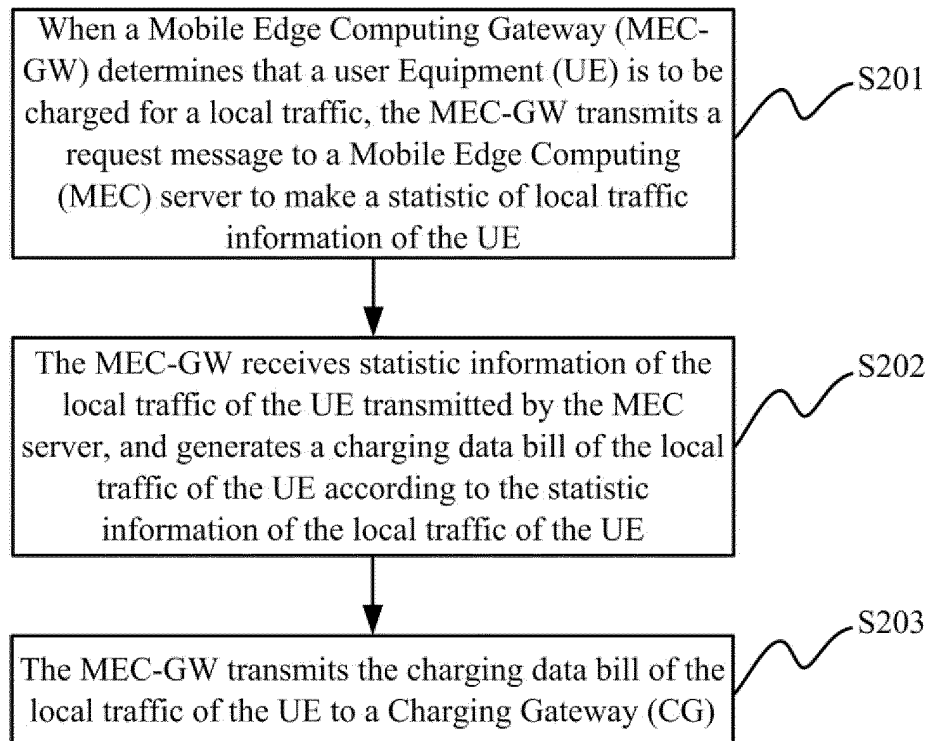 When a Mobile Edge Computing Gateway (MEC-
GW) determines that a user Equipment (UE) is to be
charged for a local traffic, the MEC-GW transmits a
request message to a Mobile Edge Computing
(MEC) server to make a statistic of local traffic
information of the UE
S201
The MEC-GW receives statistic information of the
local traffic of the UE transmitted by the MEC
server, and generates a charging data bill of the local
traffic of the UE according to the statistic
information of the local traffic of the UE
S202
The MEC-GW transmits the charging data bill of the
local traffic of the UE to a Charging Gateway (CG)
S203